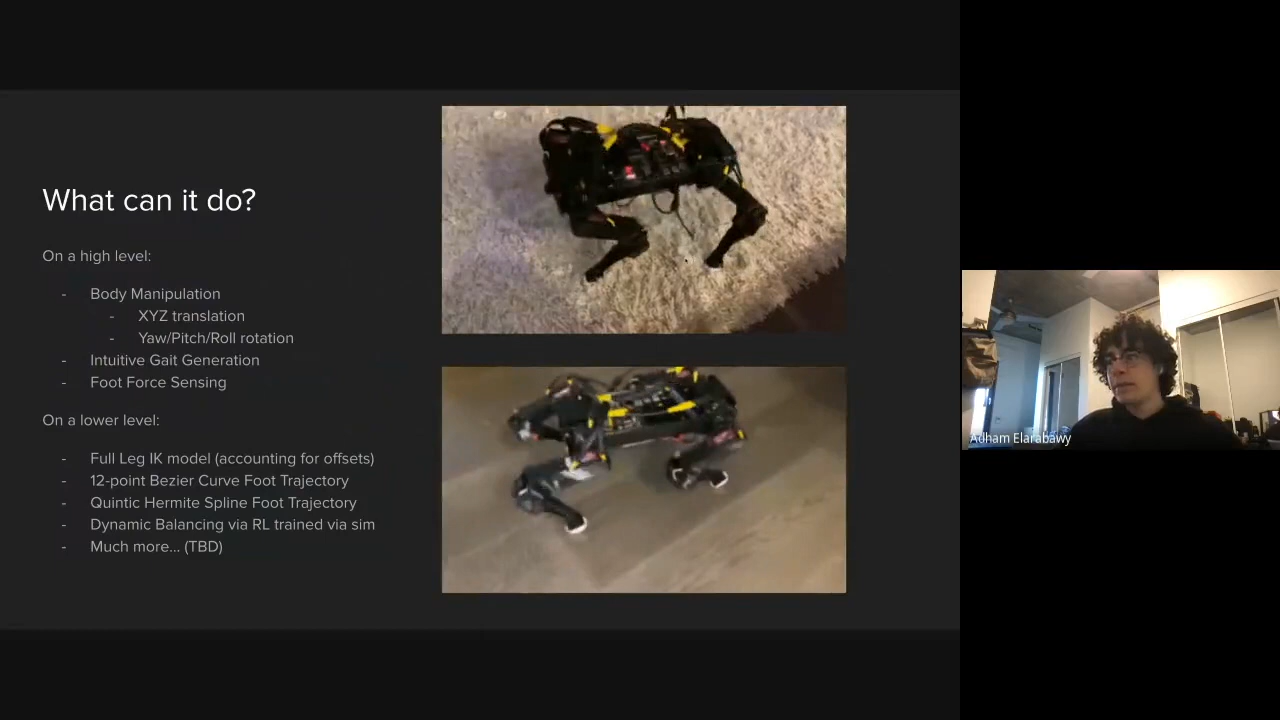 What can it do?
On a high level:
- Body Manipulation
- XYZ translation
- Yaw/Pitch/Roll rotation
- Intuitive Gait Generation
- Foot Force Sensing
On a lower level:
- Full Leg IK model (accounting for offsets)
- 12-point Bezier Curve Foot Trajectory
- Quintic Hermite Spline Foot Trajectory
- Dynamic Balancing via RL trained via sim
- Much more... (TBD)
Adham Elarabawy